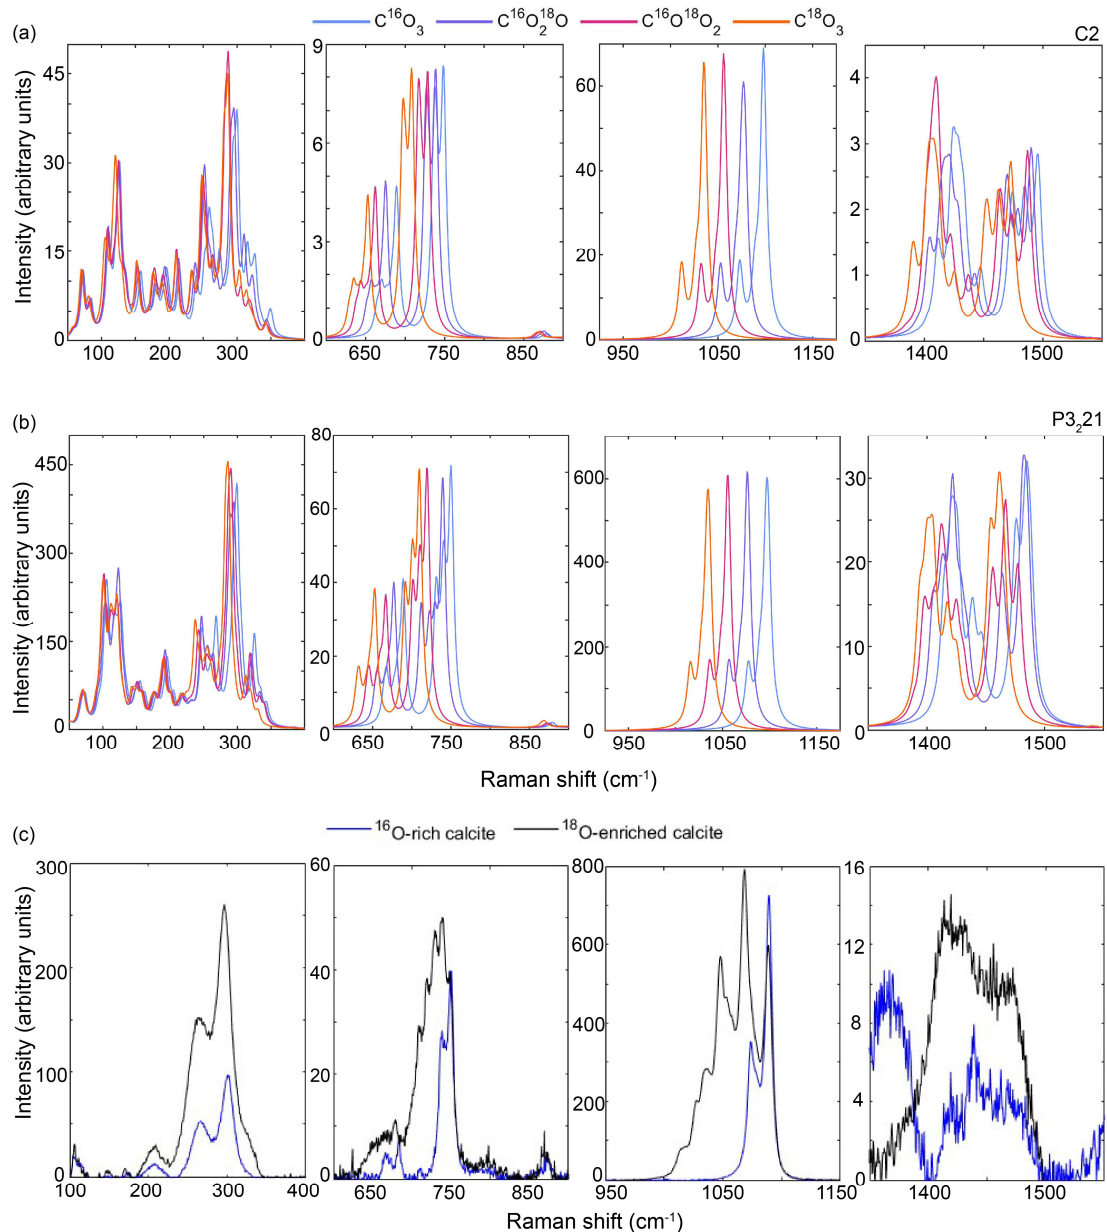 (a) C¹⁶O₃ C¹⁶O₂¹⁸O C¹⁶O¹⁸O₂ C¹⁸O₃
C2
Intensity (arbitrary units)
45 30 15 0
100 200 300
9 6 3 0
650 750 850
60 40 20 0
950 1050 1150
4 3 2 1 0
1400 1500
(b)
P3₂21
Intensity (arbitrary units)
450 300 150 0
100 200 300
80 60 40 20 0
650 750 850
600 400 200 0
950 1050 1150
30 20 10 0
1400 1500
Raman shift (cm⁻¹)
(c) ¹⁶O-rich calcite ¹⁸O-enriched calcite
Intensity (arbitrary units)
300 200 100 0
100 200 300 400
60 40 20 0
650 750 850
800 600 400 200 0
950 1050 1150
16 12 8 4 0
1400 1500
Raman shift (cm⁻¹)